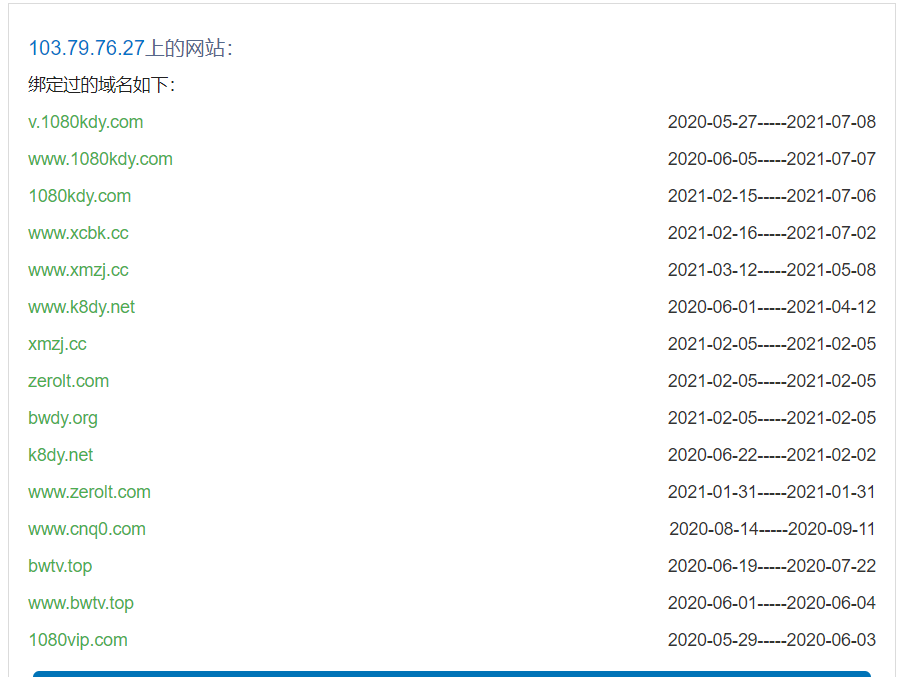 103.79.76.27上的网站：
绑定过的域名如下：
v.1080kdy.com 2020-05-27-----2021-07-08
www.1080kdy.com 2020-06-05-----2021-07-07
1080kdy.com 2021-02-15-----2021-07-06
www.xcbk.cc 2021-02-16-----2021-07-02
www.xmzj.cc 2021-03-12-----2021-05-08
www.k8dy.net 2020-06-01-----2021-04-12
xmzj.cc 2021-02-05-----2021-02-05
zerolt.com 2021-02-05-----2021-02-05
bwdy.org 2021-02-05-----2021-02-05
k8dy.net 2020-06-22-----2021-02-02
www.zerolt.com 2021-01-31-----2021-01-31
www.cnq0.com 2020-08-14-----2020-09-11
bwtv.top 2020-06-19-----2020-07-22
www.bwtv.top 2020-06-01-----2020-06-04
1080vip.com 2020-05-29-----2020-06-03